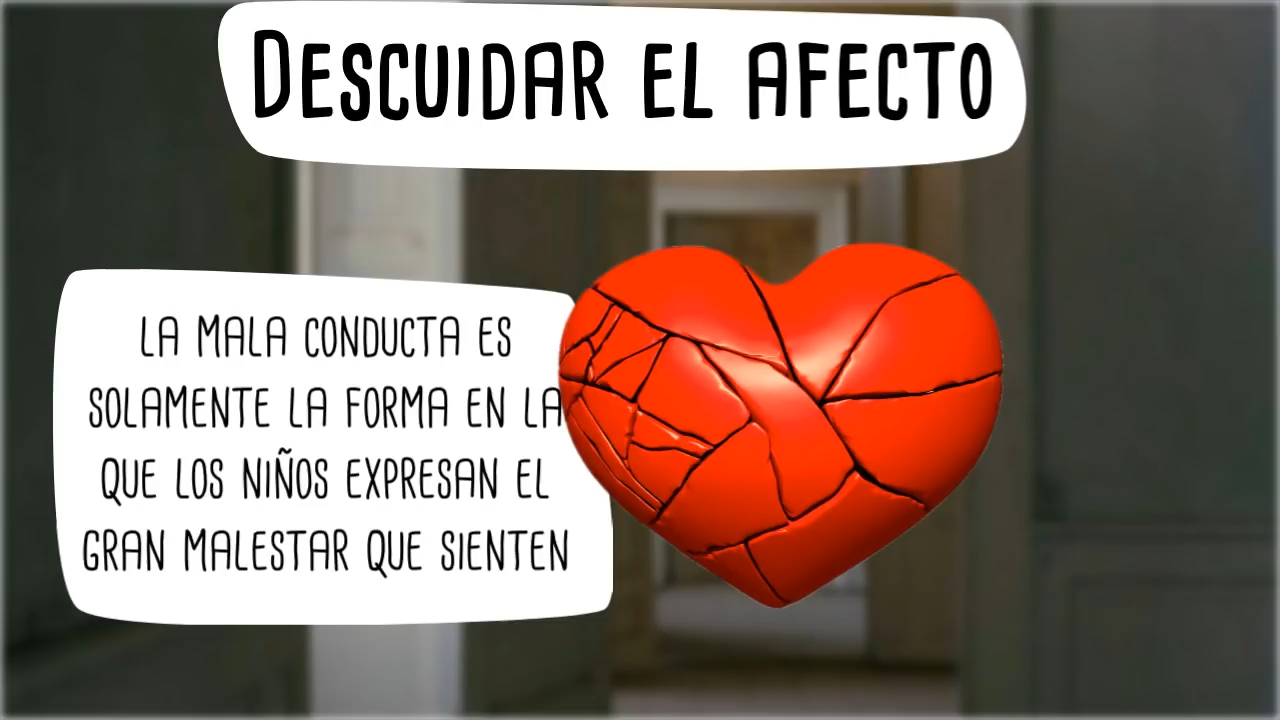 DESCUIDAR EL AFECTO
LA MALA CONDUCTA ES
SOLAMENTE LA FORMA EN LA
QUE LOS NIÑOS EXPRESAN EL
GRAN MALESTAR QUE SIENTEN